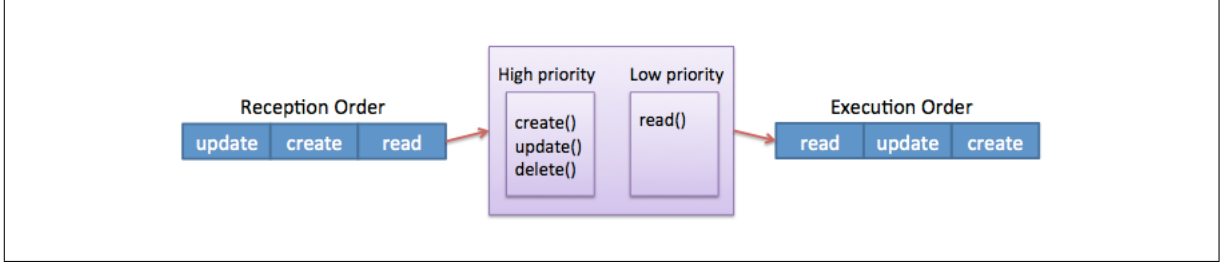 Reception Order
update create read
High priority
create()
update()
delete()
Low priority
read()
Execution Order
read update create